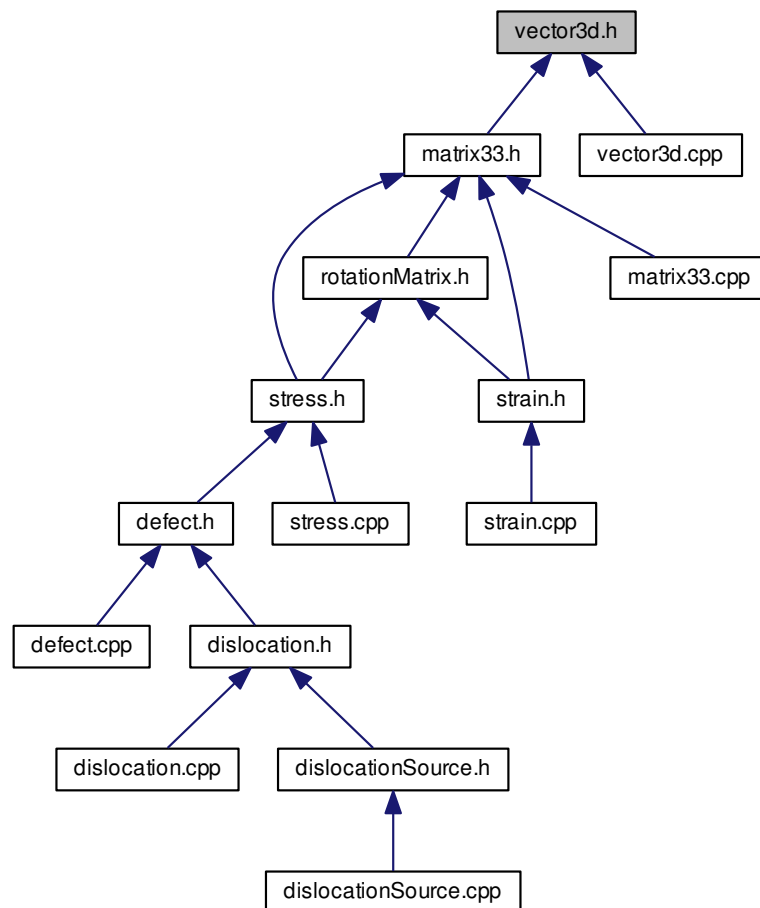 vector3d.h
matrix33.h
vector3d.cpp
rotationMatrix.h
matrix33.cpp
stress.h
strain.h
defect.h
stress.cpp
strain.cpp
defect.cpp
dislocation.h
dislocation.cpp
dislocationSource.h
dislocationSource.cpp